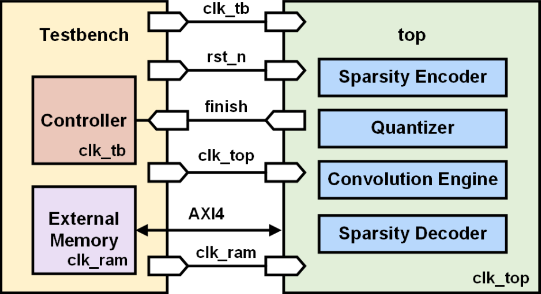 Testbench
clk_tb
top
rst_n
Sparsity Encoder
Controller
clk_tb
finish
Quantizer
clk_top
Convolution Engine
External
Memory
clk_ram
AXI4
Sparsity Decoder
clk_ram
clk_top